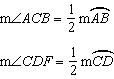 m∠ACB = 1/2 m⌢AB
m∠CDF = 1/2 m⌢CD